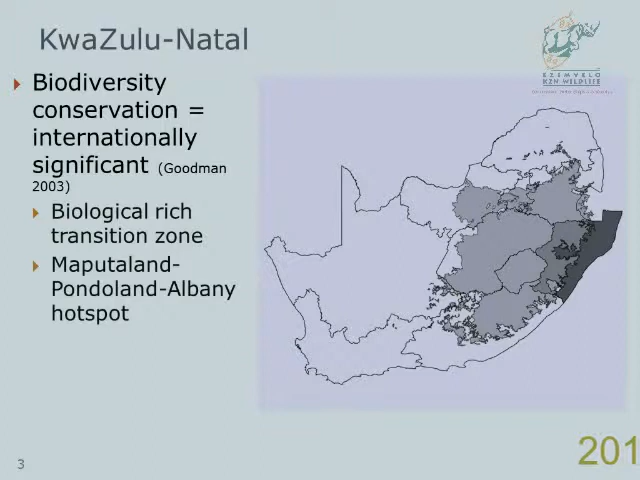 KwaZulu-Natal
Biodiversity
conservation =
internationally
significant (Goodman
2003)
Biological rich
transition zone
Maputaland-
Pondoland-Albany
hotspot
EZEMVELO
KZN WILDLIFE
3
201